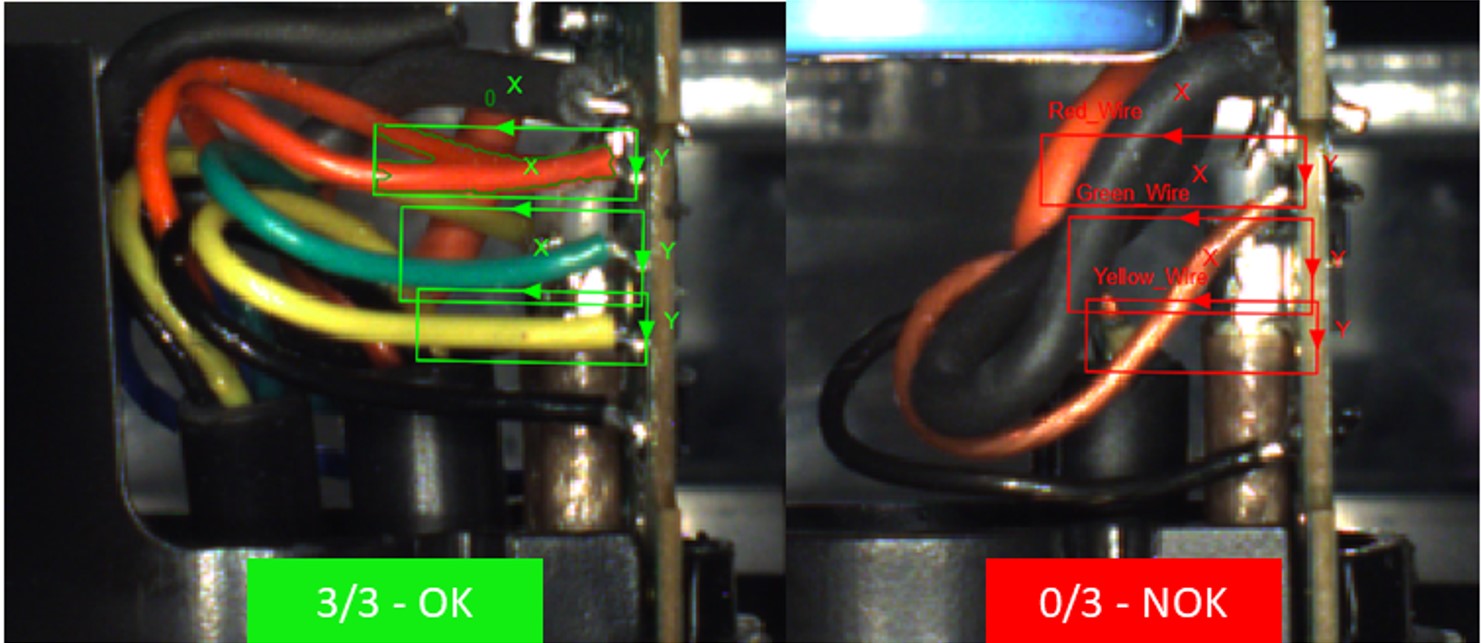 0 X
X Y
X Y
Y
3/3 - OK
X
Red_Wire
X Y
Green_Wire
X Y
Yellow_Wire
Y
0/3 - NOK